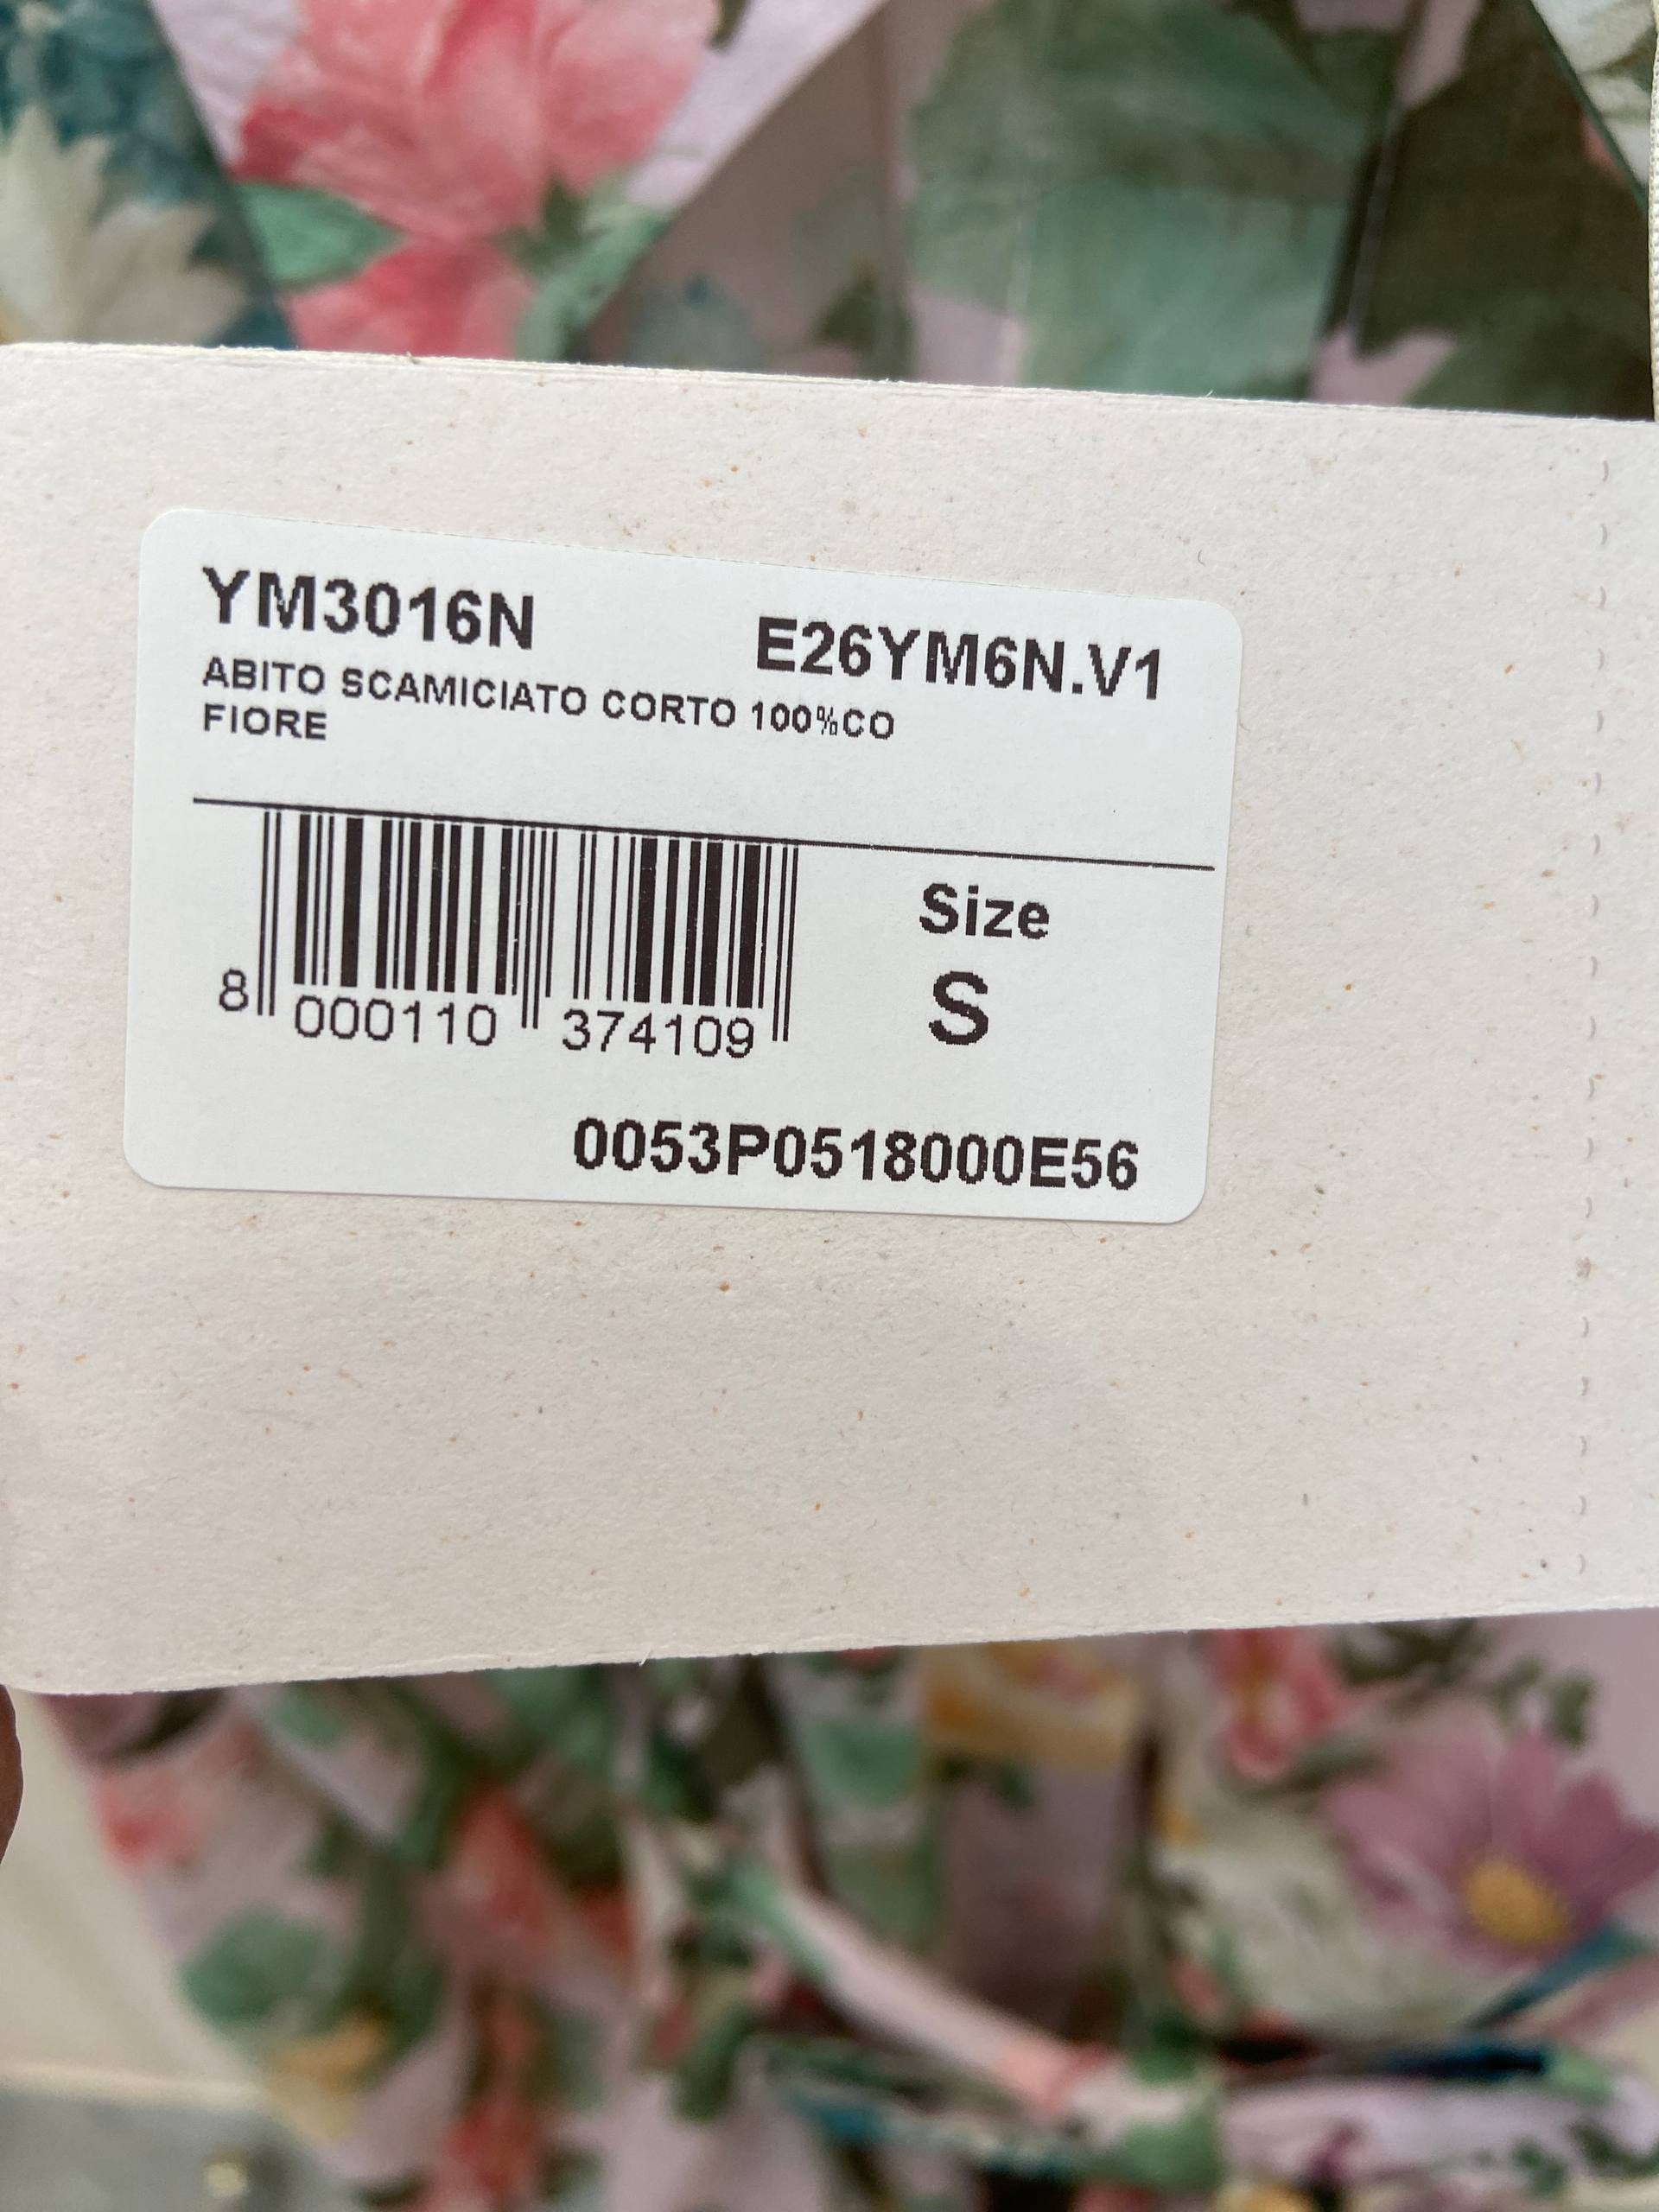 YM3016N E26YM6N.V1
ABITO SCAMICIATO CORTO 100%CO
FIORE
Size
S
8 000110 374109
0053P0518000E56